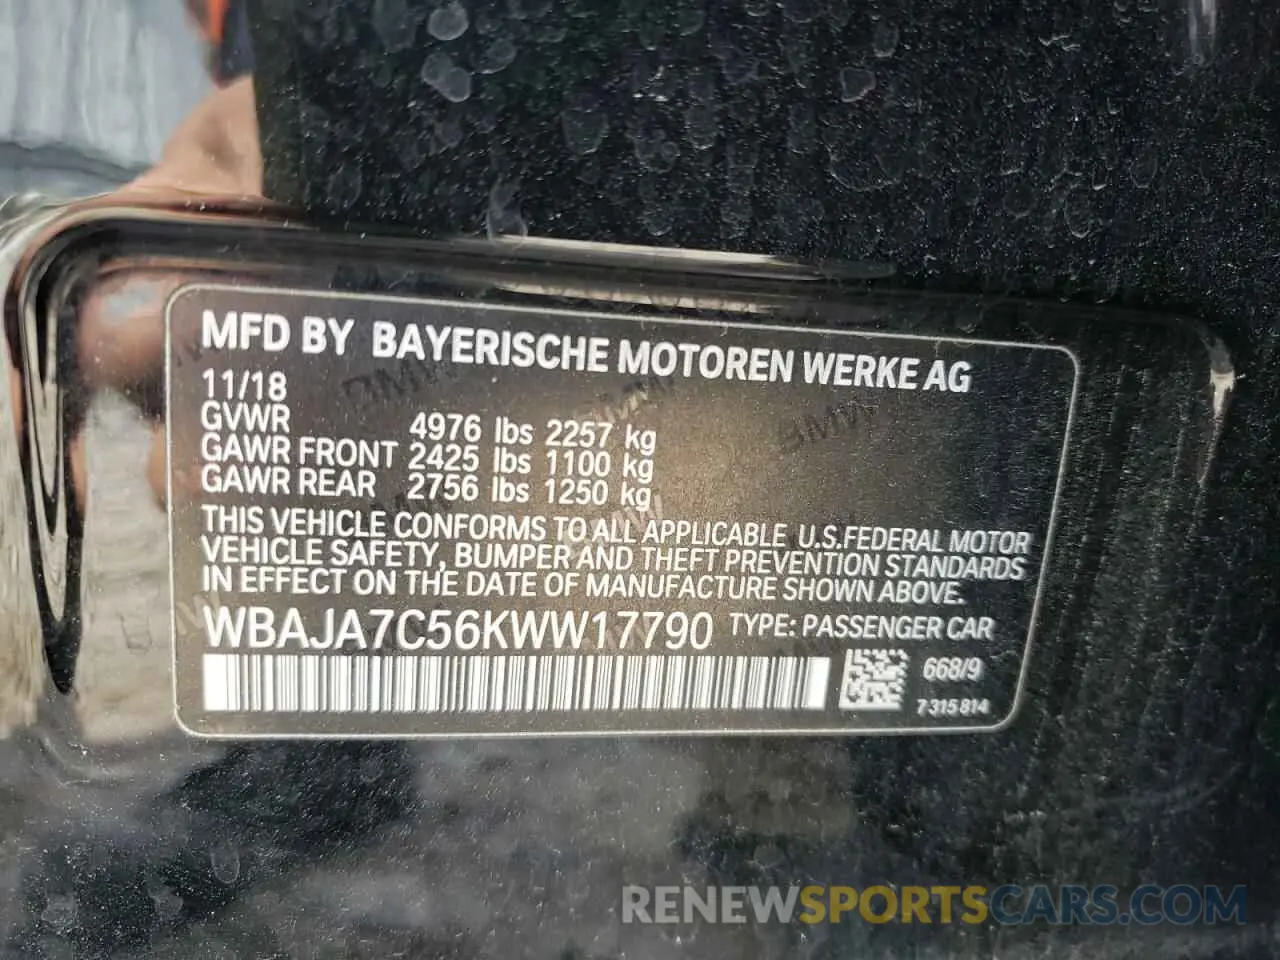 MFD BY BAYERISCHE MOTOREN WERKE AG
11/18
GVWR 4976 lbs 2257 kg
GAWR FRONT 2425 lbs 1100 kg
GAWR REAR 2756 lbs 1250 kg
THIS VEHICLE CONFORMS TO ALL APPLICABLE U.S.FEDERAL MOTOR
VEHICLE SAFETY, BUMPER AND THEFT PREVENTION STANDARDS
IN EFFECT ON THE DATE OF MANUFACTURE SHOWN ABOVE.
WBAJA7C56KWW17790 TYPE: PASSENGER CAR
668/9
7 315 814
RENEWSPORTSCARS.COM